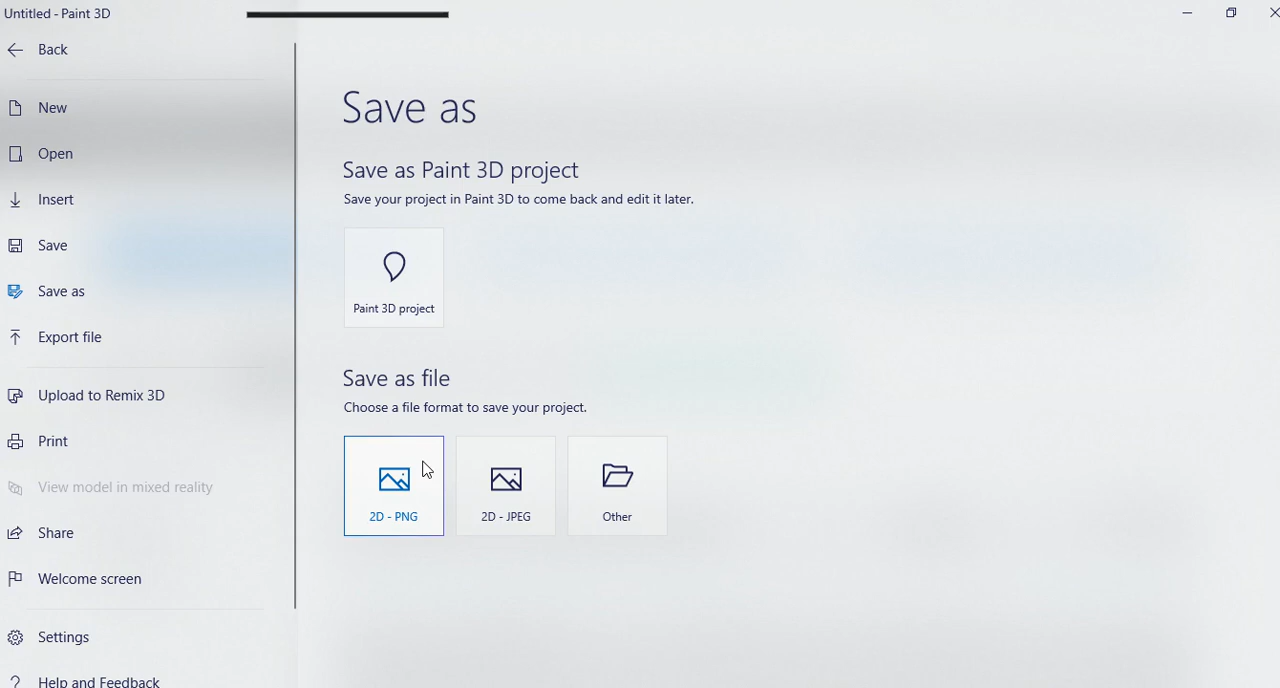 Untitled - Paint 3D
Back
New
Open
Insert
Save
Save as
Export file
Upload to Remix 3D
Print
View model in mixed reality
Share
Welcome screen
Settings
Help and Feedback
Save as
Save as Paint 3D project
Save your project in Paint 3D to come back and edit it later.
Paint 3D project
Save as file
Choose a file format to save your project.
2D - PNG
2D - JPEG
Other